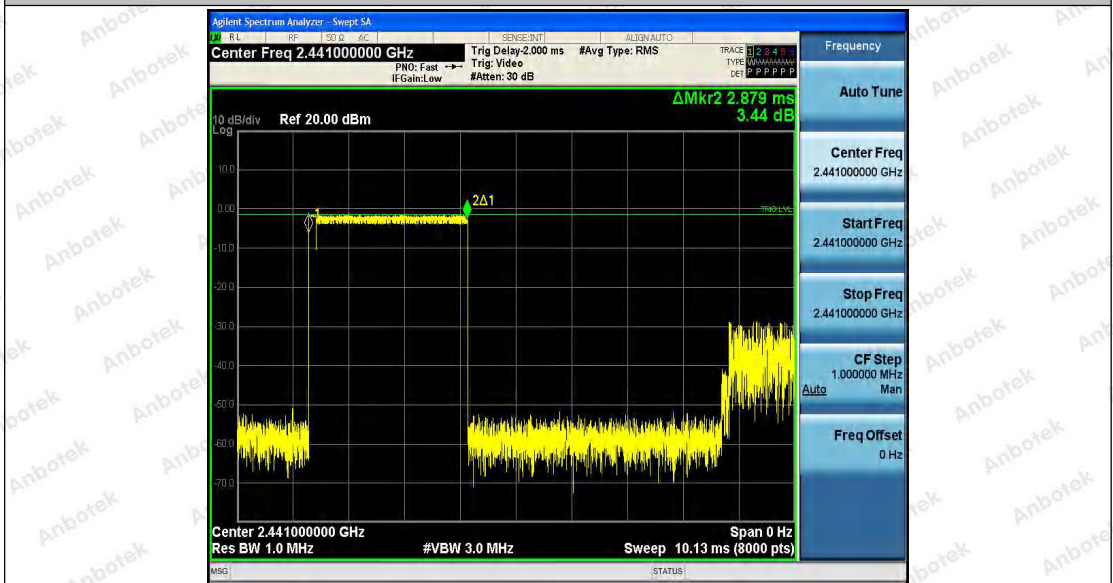 Agilent Spectrum Analyzer - Swept SA
RL RF 50 Ω AC SENSE:INT ALIGN AUTO
Center Freq 2.441000000 GHz
PNO: Fast
IFGain:Low
Trig Delay-2.000 ms
Trig: Video
#Atten: 30 dB
#Avg Type: RMS
TRACE 1 2 3 4 5 6
TYPE
DET P P P P P P
ΔMkr2 2.879 ms
3.44 dB
10 dB/div Ref 20.00 dBm
Log
10.0
0.00
-10.0
-20.0
-30.0
-40.0
-50.0
-60.0
-70.0
1
2Δ1
TRIG LVL
Center 2.441000000 GHz
Span 0 Hz
Res BW 1.0 MHz #VBW 3.0 MHz Sweep 10.13 ms (8000 pts)
MSG STATUS
Frequency
Auto Tune
Center Freq
2.441000000 GHz
Start Freq
2.441000000 GHz
Stop Freq
2.441000000 GHz
CF Step
1.000000 MHz
Auto Man
Freq Offset
0 Hz
Anbotek